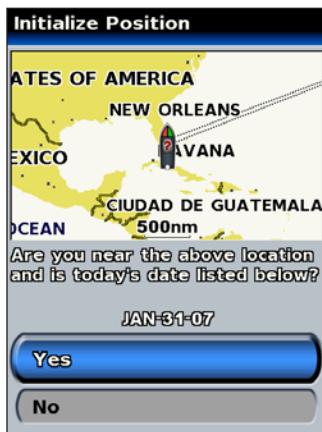 Initialize Position
ATES OF AMERICA
NEW ORLEANS
?
EXICO
AVANA
CIUDAD DE GUATEMALA
OCEAN
500nm
Are you near the above location
and is today's date listed below?
JAN-31-07
Yes
No